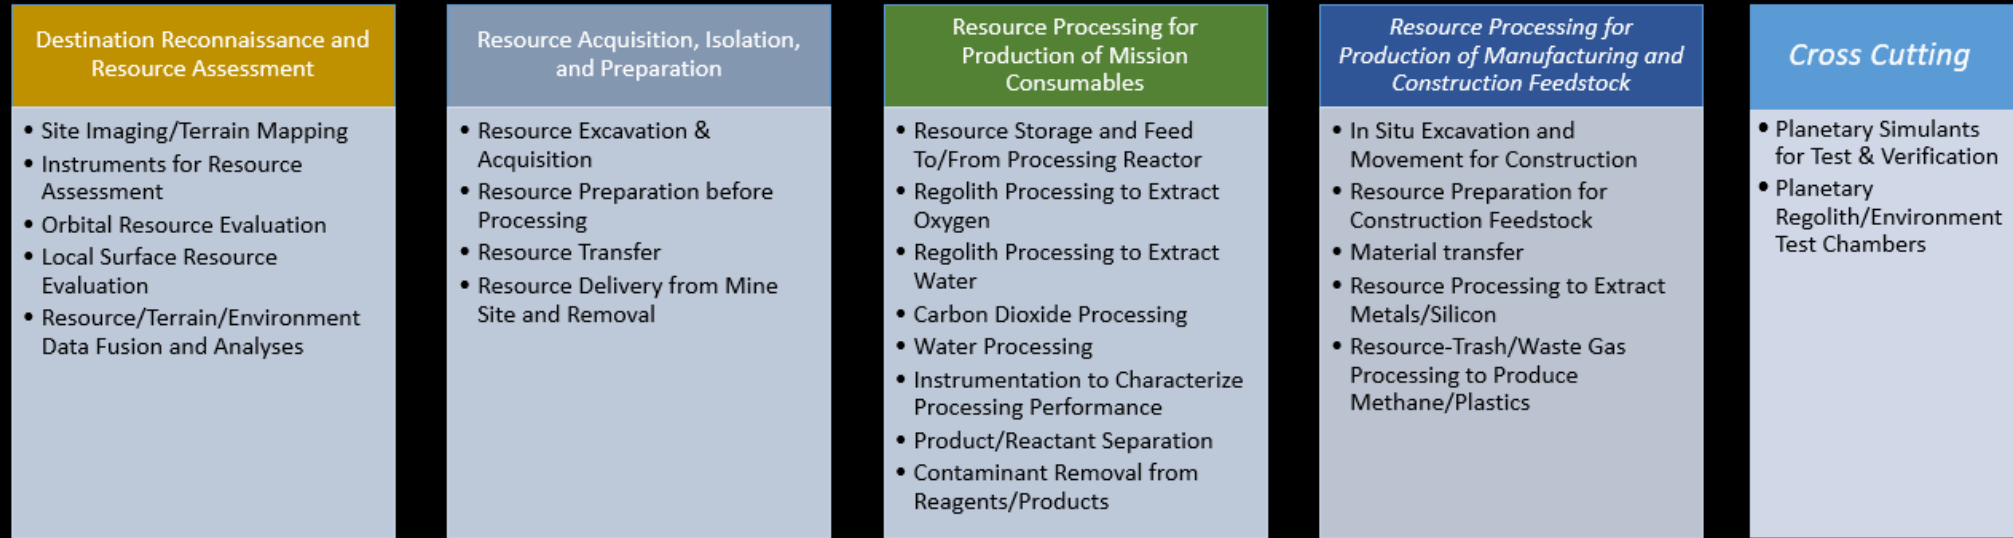 Destination Reconnaissance and
Resource Assessment
• Site Imaging/Terrain Mapping
• Instruments for Resource
Assessment
• Orbital Resource Evaluation
• Local Surface Resource
Evaluation
• Resource/Terrain/Environment
Data Fusion and Analyses
Resource Acquisition, Isolation,
and Preparation
• Resource Excavation &
Acquisition
• Resource Preparation before
Processing
• Resource Transfer
• Resource Delivery from Mine
Site and Removal
Resource Processing for
Production of Mission
Consumables
• Resource Storage and Feed
To/From Processing Reactor
• Regolith Processing to Extract
Oxygen
• Regolith Processing to Extract
Water
• Carbon Dioxide Processing
• Water Processing
• Instrumentation to Characterize
Processing Performance
• Product/Reactant Separation
• Contaminant Removal from
Reagents/Products
Resource Processing for
Production of Manufacturing and
Construction Feedstock
• In Situ Excavation and
Movement for Construction
• Resource Preparation for
Construction Feedstock
• Material transfer
• Resource Processing to Extract
Metals/Silicon
• Resource-Trash/Waste Gas
Processing to Produce
Methane/Plastics
Cross Cutting
• Planetary Simulants
for Test & Verification
• Planetary
Regolith/Environment
Test Chambers